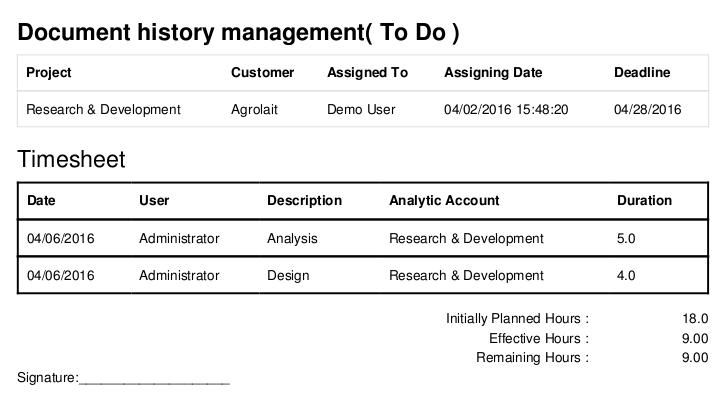 Document history management( To Do )
Project Customer Assigned To Assigning Date Deadline
Research & Development Agrolait Demo User 04/02/2016 15:48:20 04/28/2016
Timesheet
Date User Description Analytic Account Duration
04/06/2016 Administrator Analysis Research & Development 5.0
04/06/2016 Administrator Design Research & Development 4.0
Initially Planned Hours : 18.0
Effective Hours : 9.00
Remaining Hours : 9.00
Signature:____________________